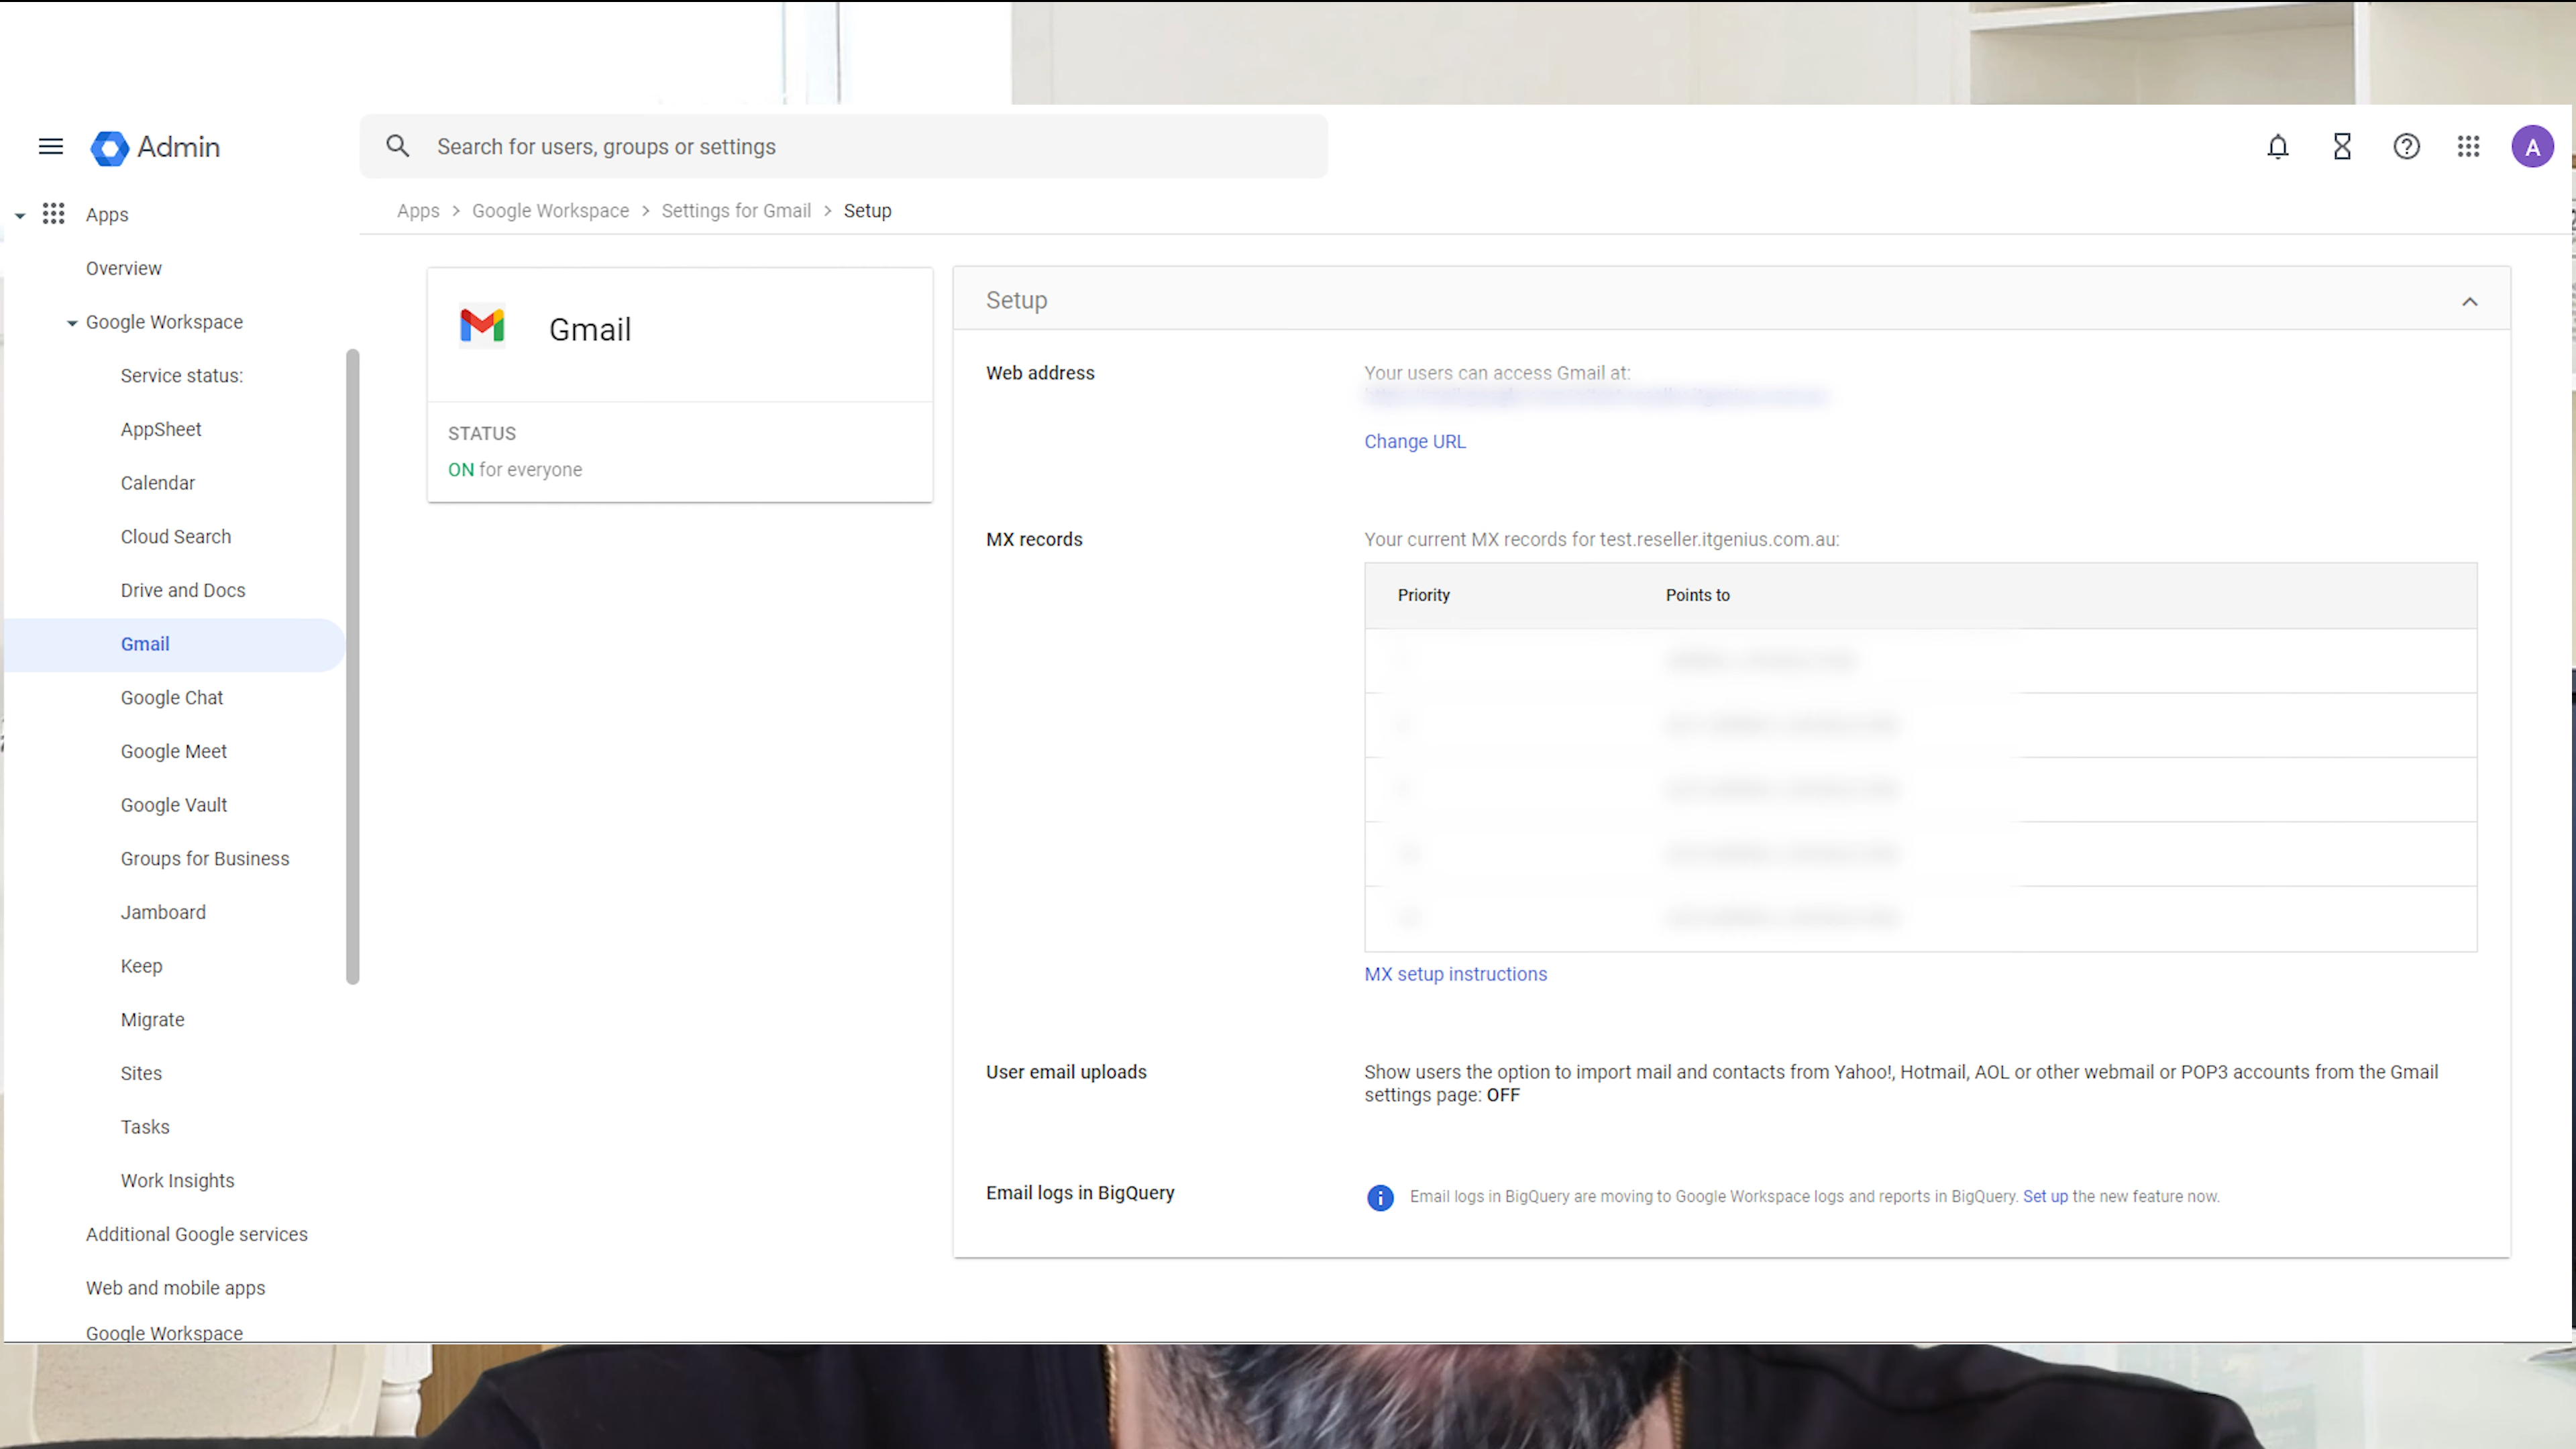 Admin
Search for users, groups or settings
A
Apps
Overview
Google Workspace
Service status:
AppSheet
Calendar
Cloud Search
Drive and Docs
Gmail
Google Chat
Google Meet
Google Vault
Groups for Business
Jamboard
Keep
Migrate
Sites
Tasks
Work Insights
Additional Google services
Web and mobile apps
Google Workspace
Apps > Google Workspace > Settings for Gmail > Setup
Gmail
STATUS
ON for everyone
Setup
Web address
Your users can access Gmail at:
Change URL
MX records
Your current MX records for test.reseller.itgenius.com.au:
Priority Points to
MX setup instructions
User email uploads
Show users the option to import mail and contacts from Yahoo!, Hotmail, AOL or other webmail or POP3 accounts from the Gmail
settings page: OFF
Email logs in BigQuery
Email logs in BigQuery are moving to Google Workspace logs and reports in BigQuery. Set up the new feature now.